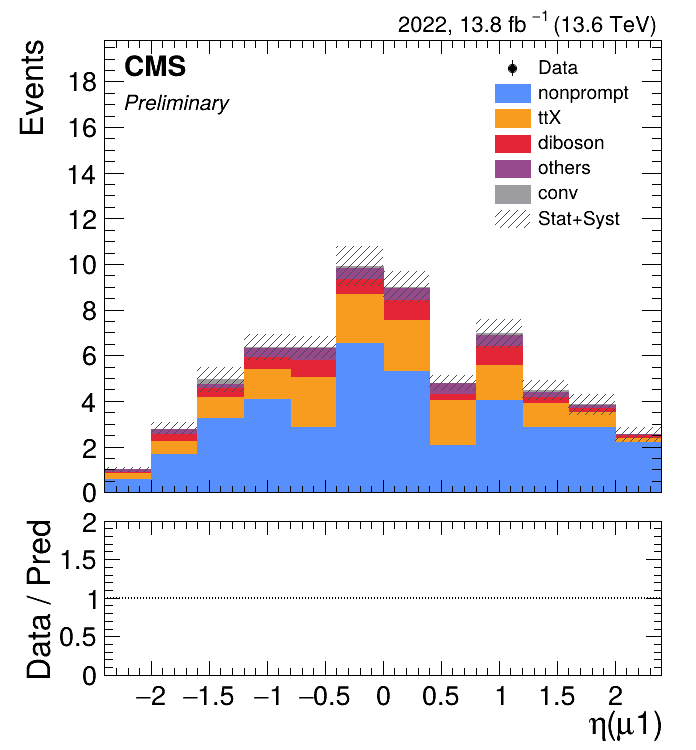 2022, 13.8 fb⁻¹ (13.6 TeV)
CMS
Preliminary
Data
nonprompt
ttX
diboson
others
conv
Stat+Syst
Events
18
16
14
12
10
8
6
4
2
0
Data / Pred
2
1.5
1
0.5
0
−2 −1.5 −1 −0.5 0 0.5 1 1.5 2
η(μ1)